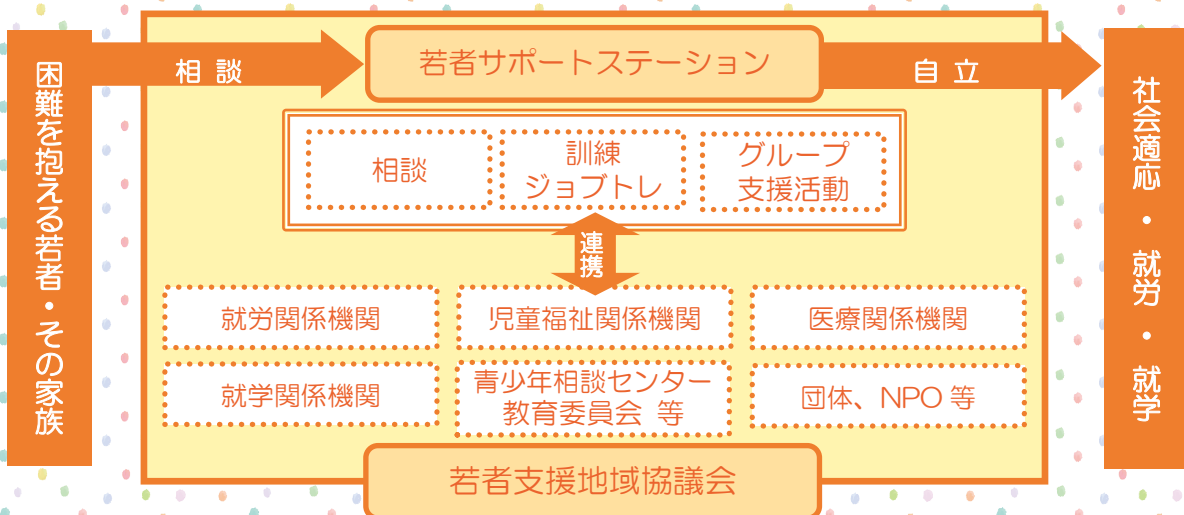 困難を抱える若者・その家族
相談
若者サポートステーション
自立
社会適応・就労・就学
相談
訓練
ジョブトレ
グループ
支援活動
連携
就労関係機関
児童福祉関係機関
医療関係機関
就学関係機関
青少年相談センター
教育委員会 等
団体、NPO 等
若者支援地域協議会